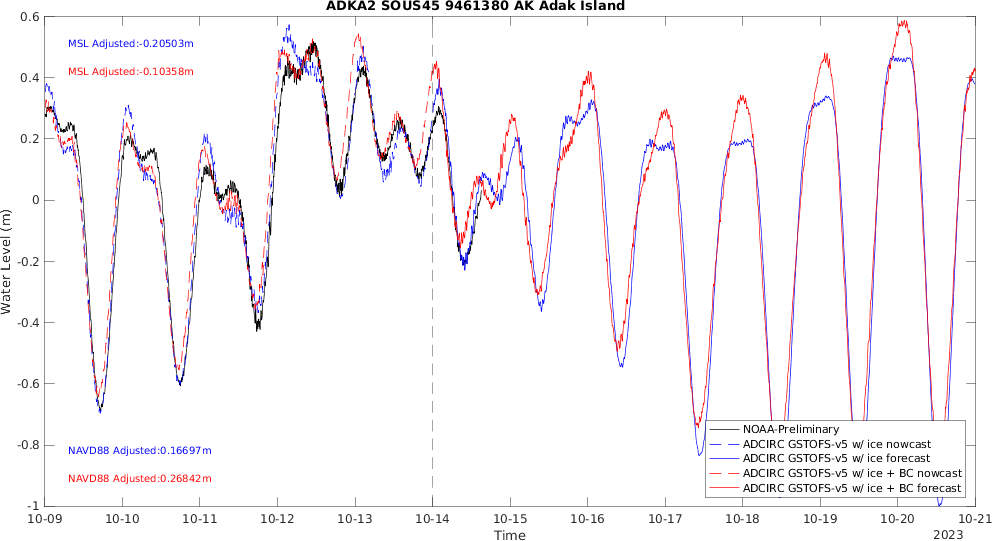 ADKA2 SOUS45 9461380 AK Adak Island
MSL Adjusted:-0.20503m
MSL Adjusted:-0.10358m
NAVD88 Adjusted:0.16697m
NAVD88 Adjusted:0.26842m
Water Level (m)
0.6
0.4
0.2
0
-0.2
-0.4
-0.6
-0.8
-1
NOAA-Preliminary
ADCIRC GSTOFS-v5 w/ ice nowcast
ADCIRC GSTOFS-v5 w/ ice forecast
ADCIRC GSTOFS-v5 w/ ice + BC nowcast
ADCIRC GSTOFS-v5 w/ ice + BC forecast
10-09 10-10 10-11 10-12 10-13 10-14 10-15 10-16 10-17 10-18 10-19 10-20 10-21
Time
2023